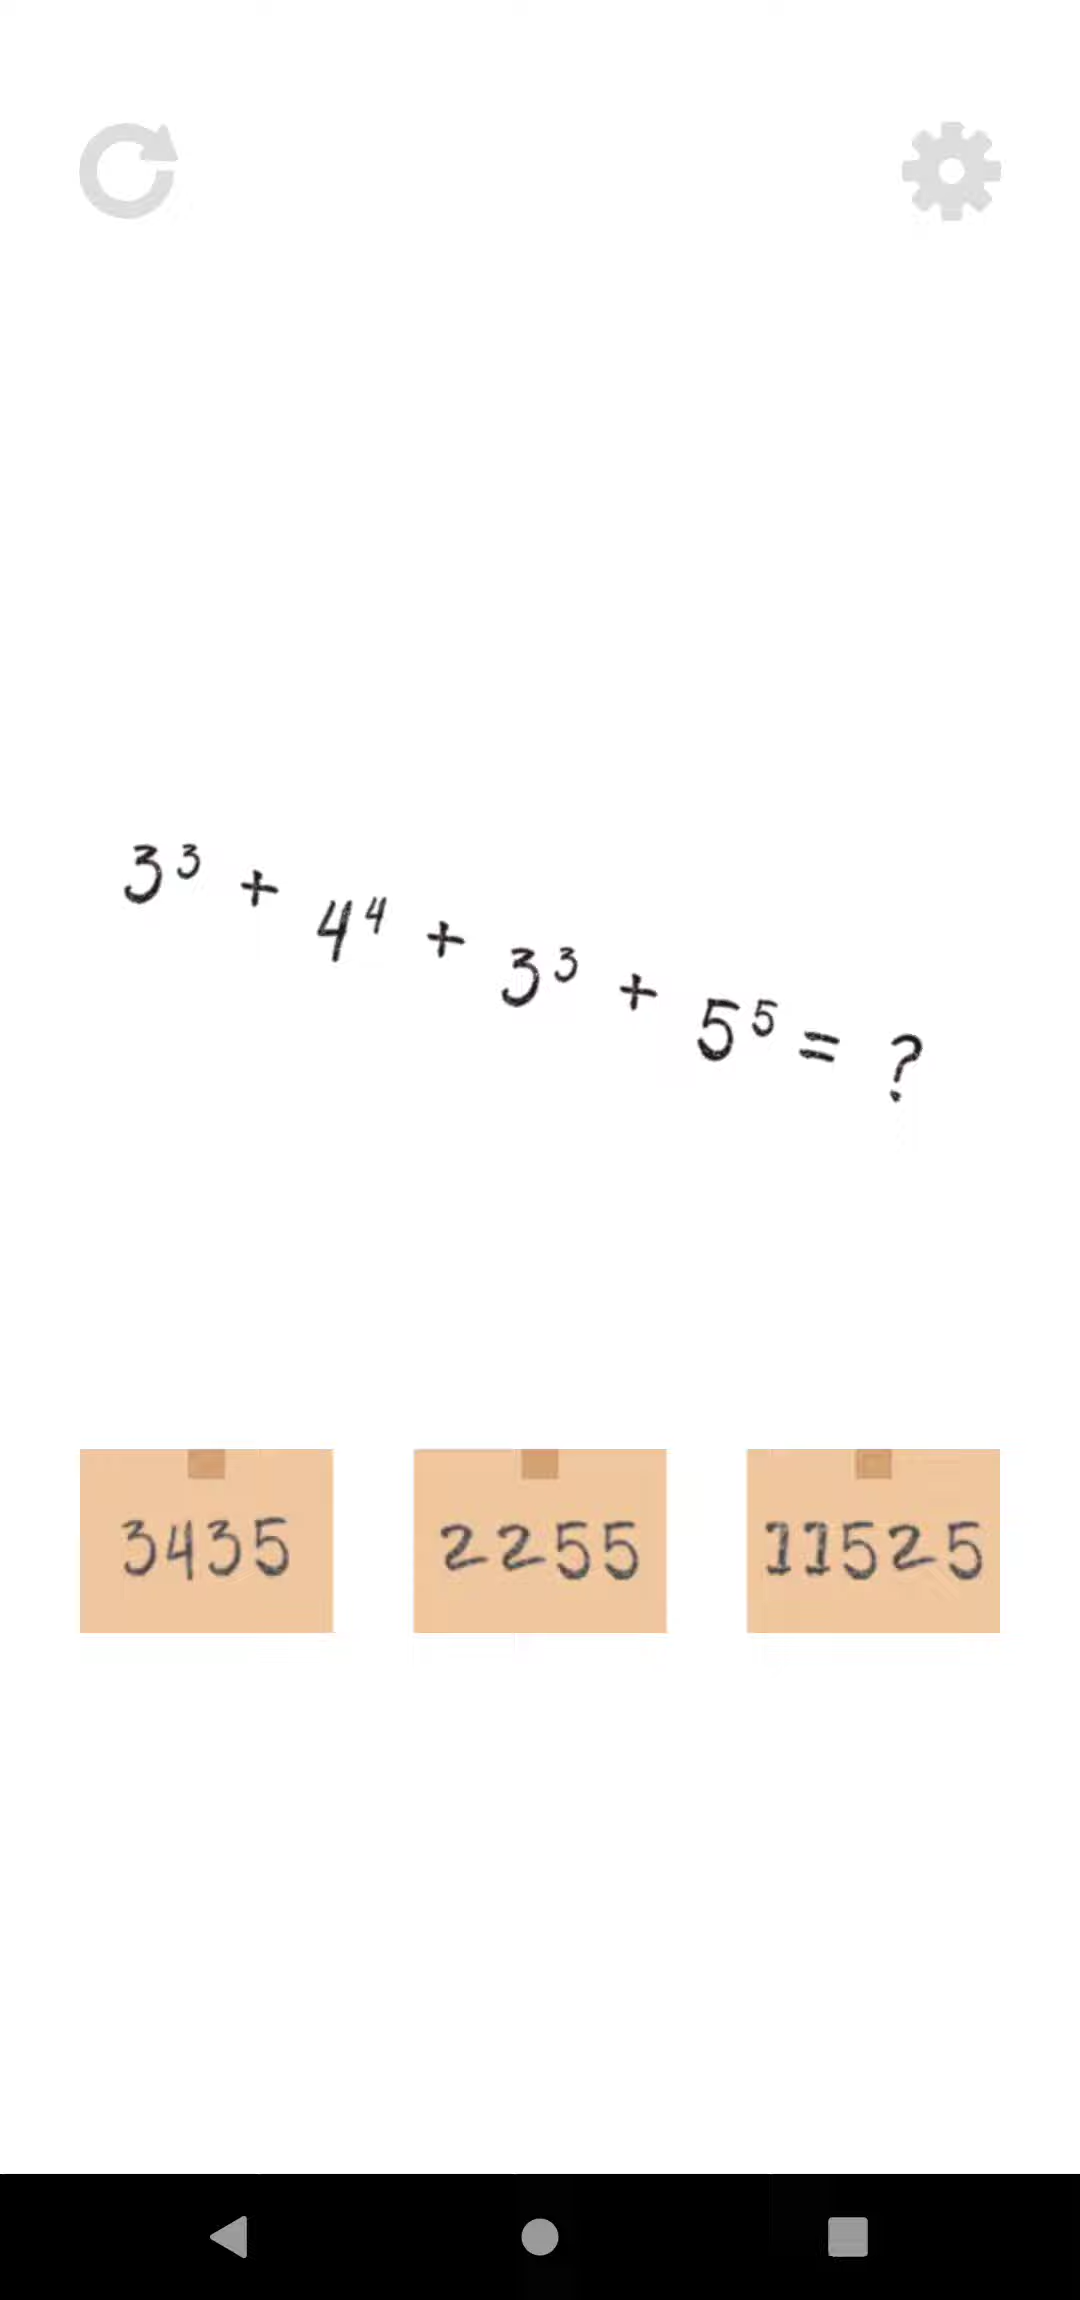 3³ + 4⁴ + 3³ + 5⁵ = ?
3435
2255
11525